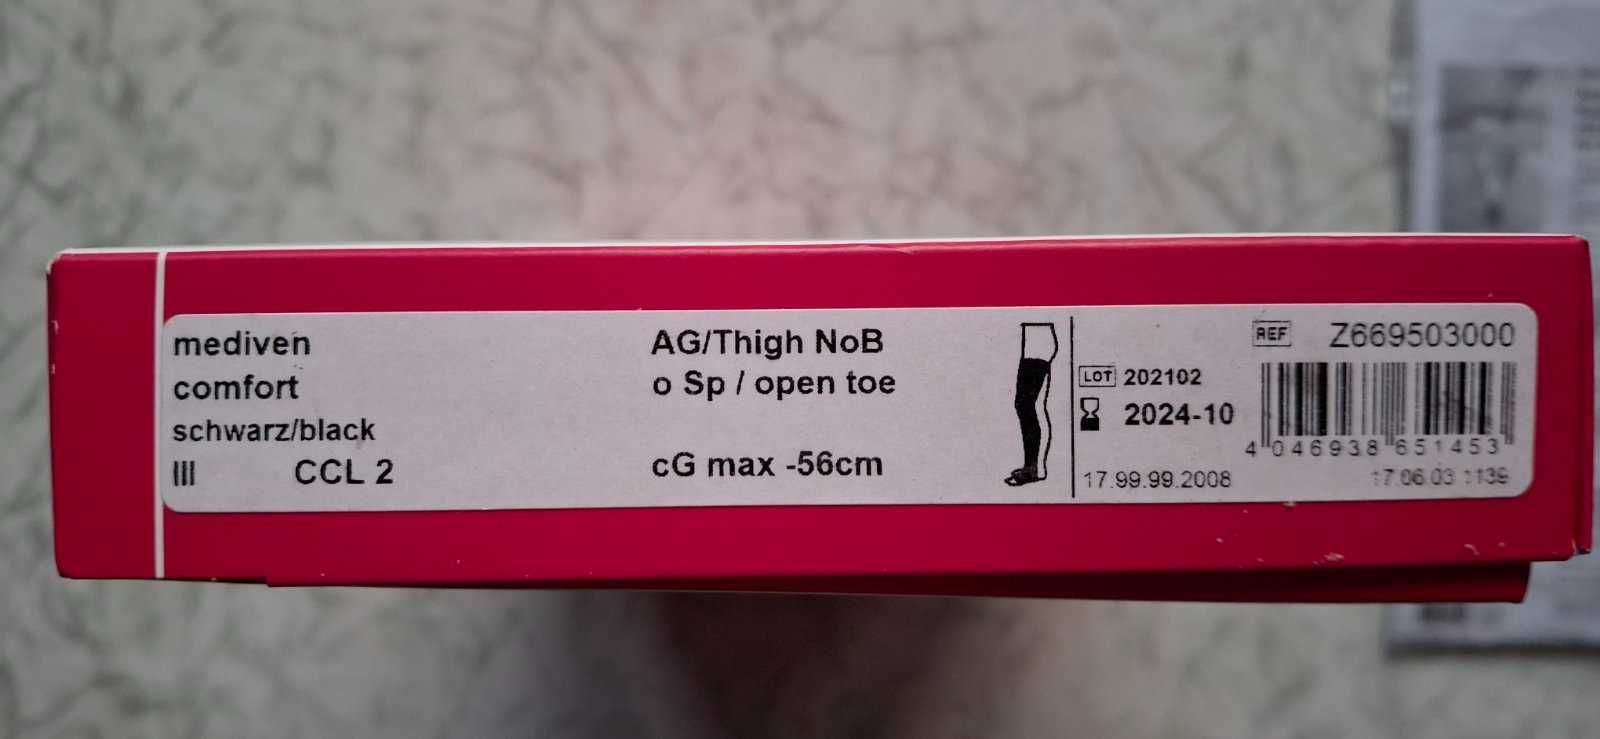 mediven
comfort
schwarz/black
III CCL 2
AG/Thigh NoB
o Sp / open toe
cG max -56cm
LOT 202102
2024-10
17.99.99.2008
REF Z669503000
4 046938 651453
17.06.03 1139